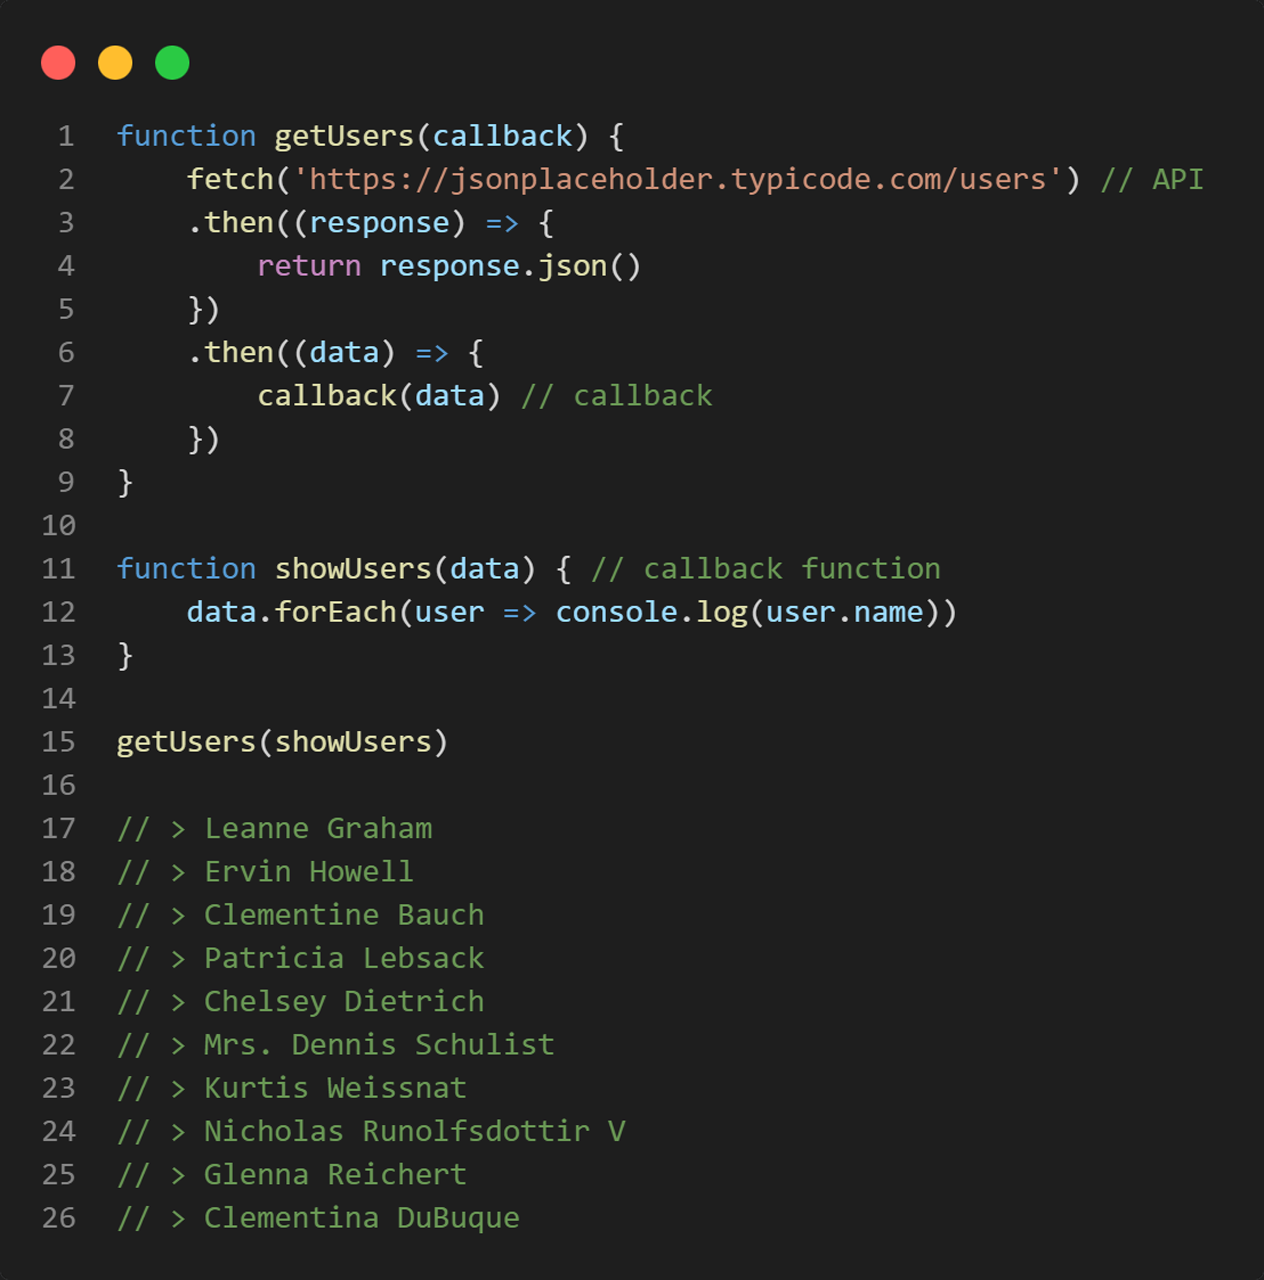 1 function getUsers(callback) {
2     fetch('https://jsonplaceholder.typicode.com/users') // API
3     .then((response) => {
4         return response.json()
5     })
6     .then((data) => {
7         callback(data) // callback
8     })
9 }
10
11 function showUsers(data) { // callback function
12     data.forEach(user => console.log(user.name))
13 }
14
15 getUsers(showUsers)
16
17 // > Leanne Graham
18 // > Ervin Howell
19 // > Clementine Bauch
20 // > Patricia Lebsack
21 // > Chelsey Dietrich
22 // > Mrs. Dennis Schulist
23 // > Kurtis Weissnat
24 // > Nicholas Runolfsdottir V
25 // > Glenna Reichert
26 // > Clementina DuBuque